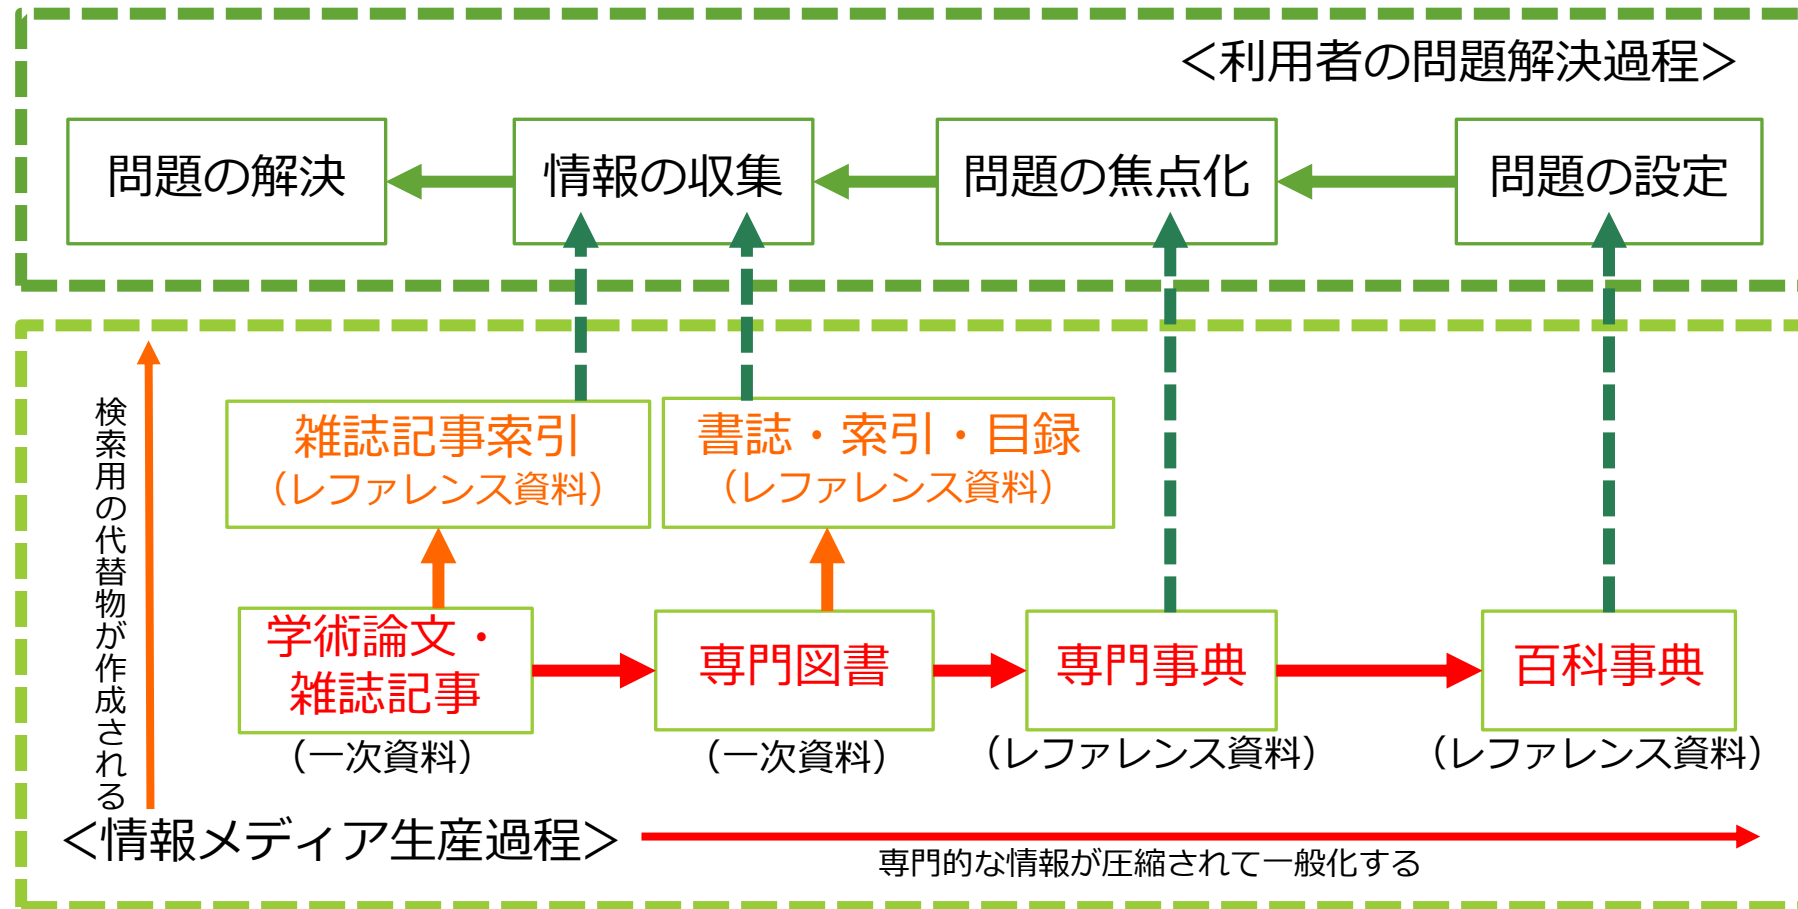 ＜利用者の問題解決過程＞
問題の解決
情報の収集
問題の焦点化
問題の設定
検索用の代替物が作成される
雑誌記事索引
（レファレンス資料）
書誌・索引・目録
（レファレンス資料）
学術論文・
雑誌記事
（一次資料）
専門図書
（一次資料）
専門事典
（レファレンス資料）
百科事典
（レファレンス資料）
＜情報メディア生産過程＞
専門的な情報が圧縮されて一般化する